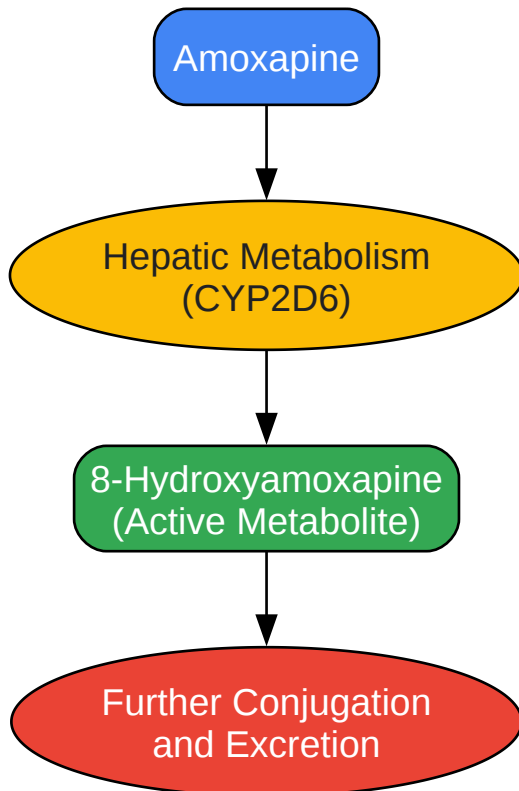 Amoxapine
Hepatic Metabolism
(CYP2D6)
8-Hydroxyamoxapine
(Active Metabolite)
Further Conjugation
and Excretion